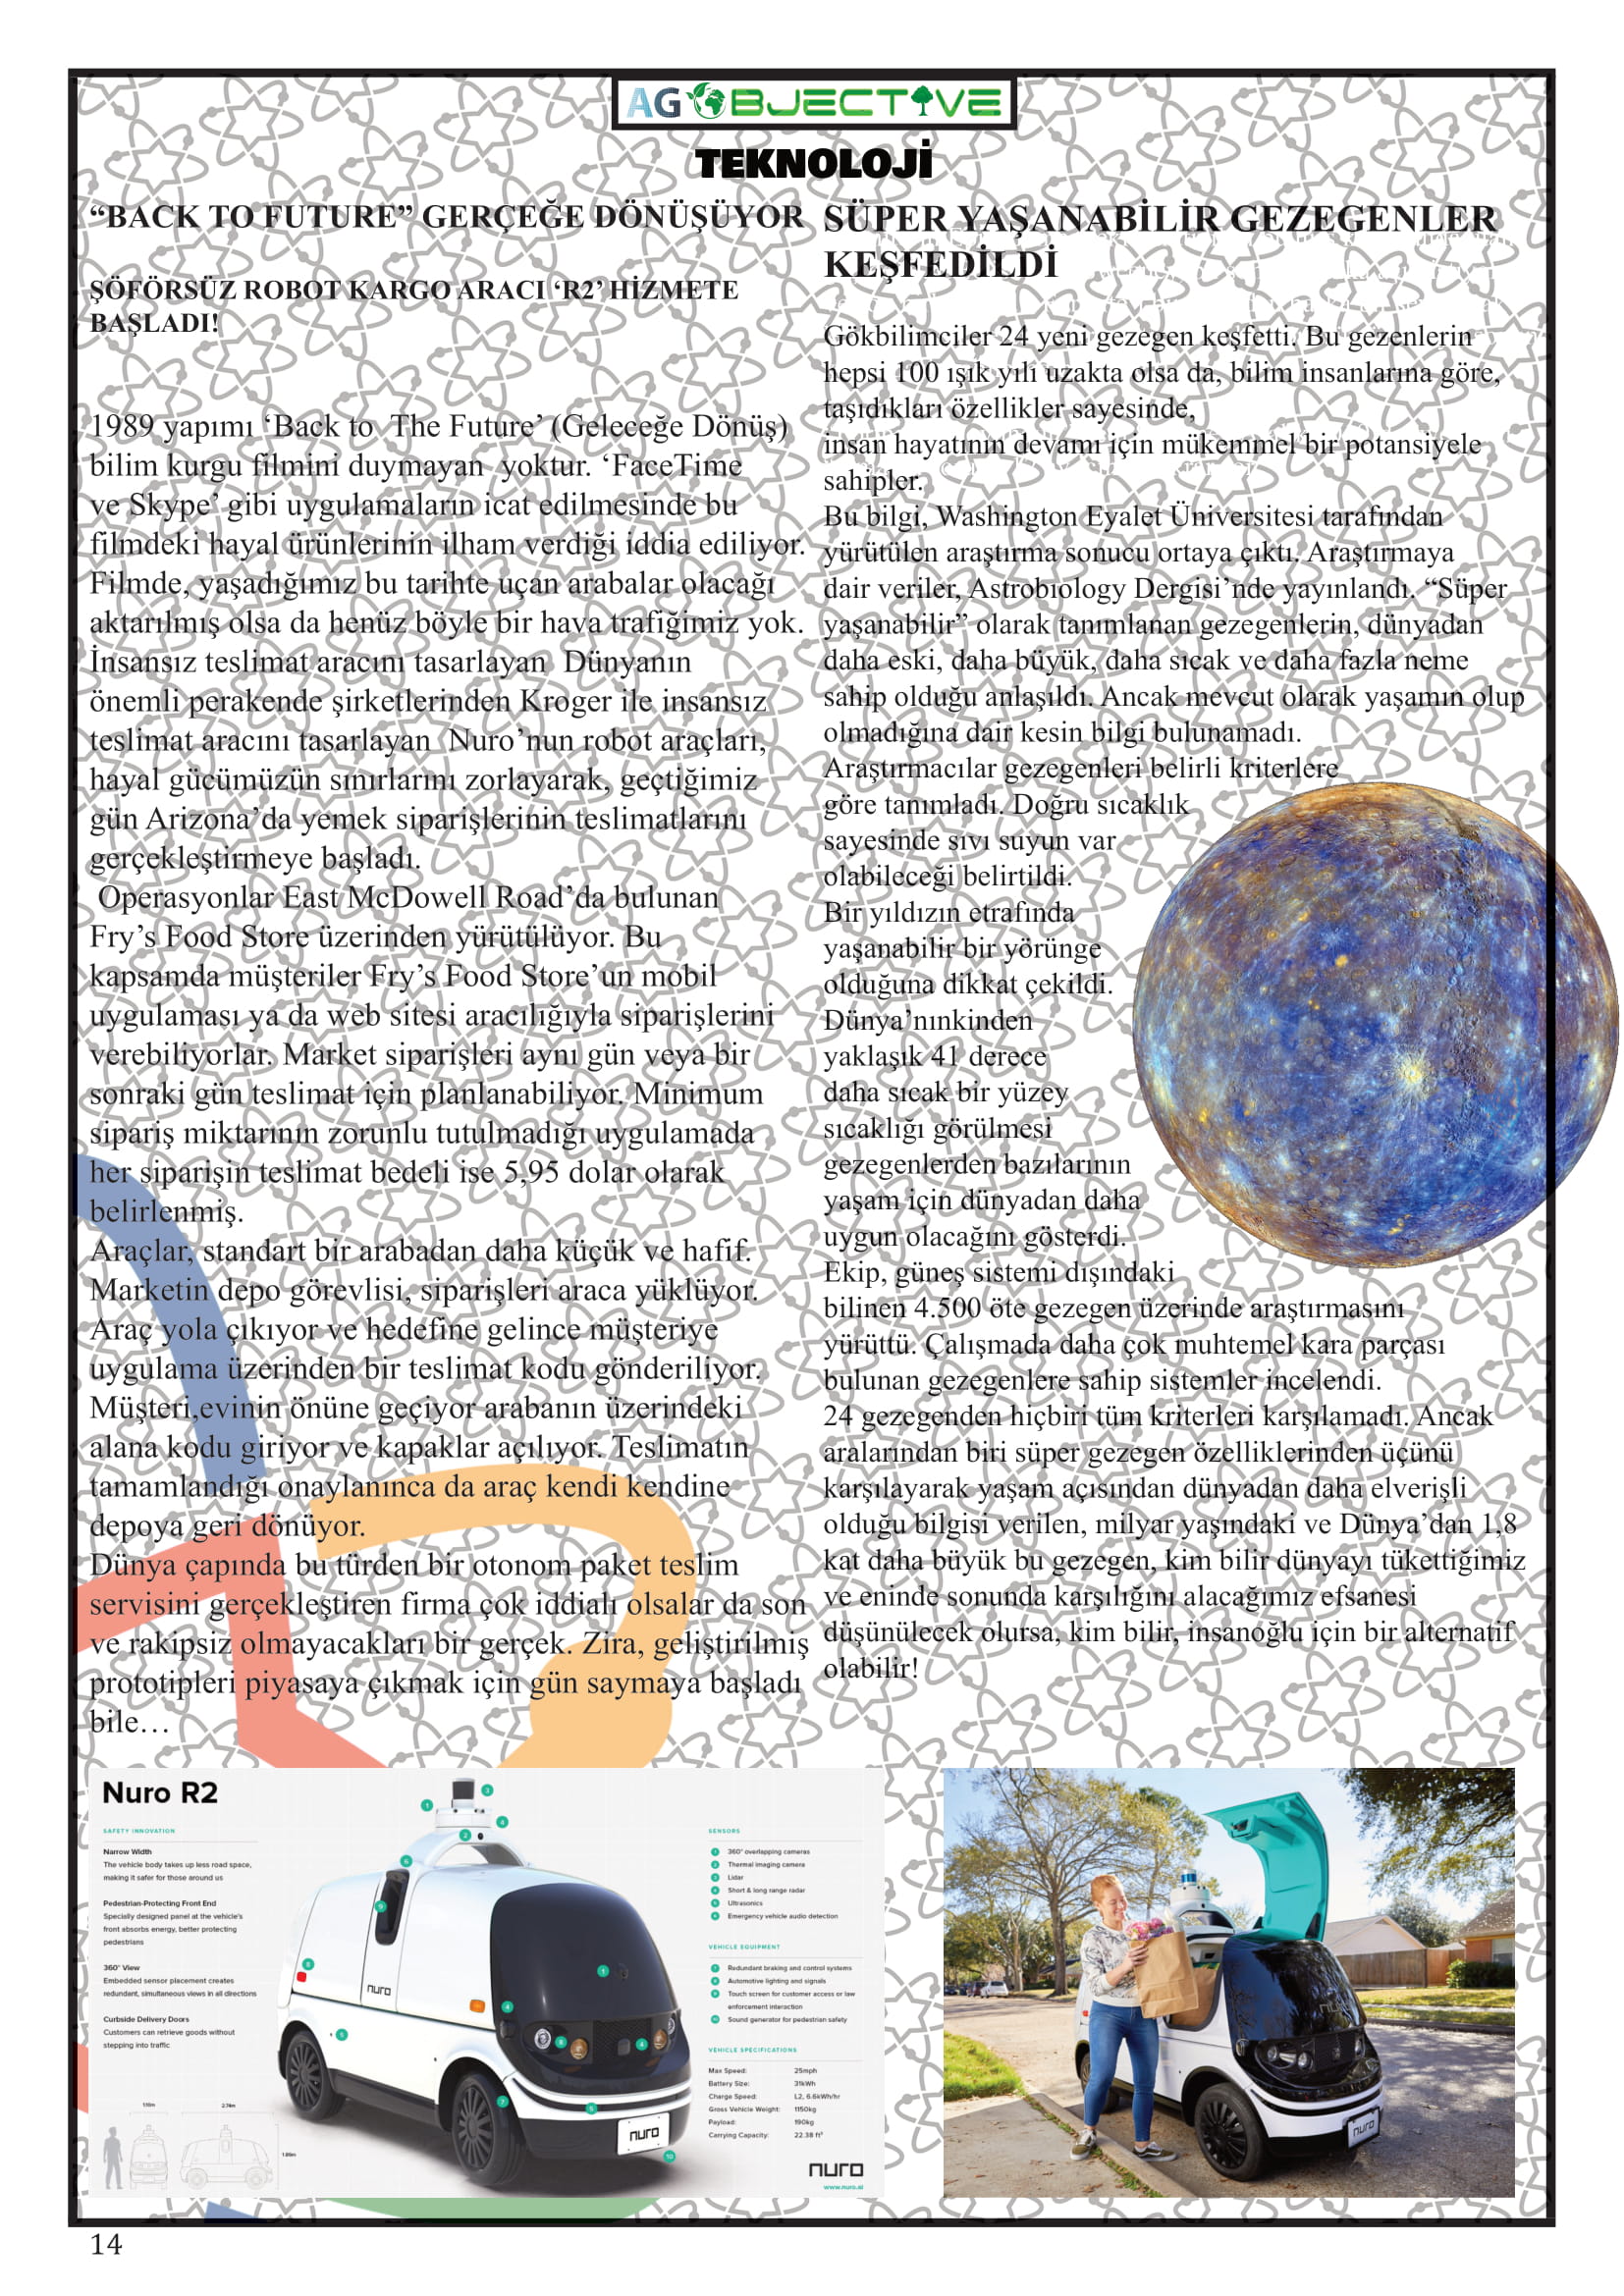 AG OBJECTIVE
TEKNOLOJİ
“BACK TO FUTURE” GERÇEĞE DÖNÜŞÜYOR
ŞÖFÖRSÜZ ROBOT KARGO ARACI ‘R2’ HİZMETE
BAŞLADI!
1989 yapımı ‘Back to The Future’ (Geleceğe Dönüş)
bilim kurgu filmini duymayan yoktur. ‘FaceTime
ve Skype’ gibi uygulamaların icat edilmesinde bu
filmdeki hayal ürünlerinin ilham verdiği iddia ediliyor.
Filmde, yaşadığımız bu tarihte uçan arabalar olacağı
aktarılmış olsa da henüz böyle bir hava trafiğimiz yok.
İnsansız teslimat aracını tasarlayan Dünyanın
önemli perakende şirketlerinden Kroger ile insansız
teslimat aracını tasarlayan Nuro’nun robot araçları,
hayal gücümüzün sınırlarını zorlayarak, geçtiğimiz
gün Arizona’da yemek siparişlerinin teslimatlarını
gerçekleştirmeye başladı.
Operasyonlar East McDowell Road’da bulunan
Fry’s Food Store üzerinden yürütülüyor. Bu
kapsamda müşteriler Fry’s Food Store’un mobil
uygulaması ya da web sitesi aracılığıyla siparişlerini
verebiliyorlar. Market siparişleri aynı gün veya bir
sonraki gün teslimat için planlanabiliyor. Minimum
sipariş miktarının zorunlu tutulmadığı uygulamada
her siparişin teslimat bedeli ise 5,95 dolar olarak
belirlenmiş.
Araçlar, standart bir arabadan daha küçük ve hafif.
Marketin depo görevlisi, siparişleri araca yüklüyor.
Araç yola çıkıyor ve hedefine gelince müşteriye
uygulama üzerinden bir teslimat kodu gönderiliyor.
Müşteri,evinin önüne geçiyor arabanın üzerindeki
alana kodu giriyor ve kapaklar açılıyor. Teslimatın
tamamlandığı onaylanınca da araç kendi kendine
depoya geri dönüyor.
Dünya çapında bu türden bir otonom paket teslim
servisini gerçekleştiren firma çok iddialı olsalar da son
ve rakipsiz olmayacakları bir gerçek. Zira, geliştirilmiş
prototipleri piyasaya çıkmak için gün saymaya başladı
bile…
SÜPER YAŞANABİLİR GEZEGENLER
KEŞFEDİLDİ
Gökbilimciler 24 yeni gezegen keşfetti. Bu gezenlerin
hepsi 100 ışık yılı uzakta olsa da, bilim insanlarına göre,
taşıdıkları özellikler sayesinde,
insan hayatının devamı için mükemmel bir potansiyele
sahipler.
Bu bilgi, Washington Eyalet Üniversitesi tarafından
yürütülen araştırma sonucu ortaya çıktı. Araştırmaya
dair veriler, Astrobıology Dergisi’nde yayınlandı. “Süper
yaşanabilir” olarak tanımlanan gezegenlerin, dünyadan
daha eski, daha büyük, daha sıcak ve daha fazla neme
sahip olduğu anlaşıldı. Ancak mevcut olarak yaşamın olup
olmadığına dair kesin bilgi bulunamadı.
Araştırmacılar gezegenleri belirli kriterlere
göre tanımladı. Doğru sıcaklık
sayesinde sıvı suyun var
olabileceği belirtildi.
Bir yıldızın etrafında
yaşanabilir bir yörünge
olduğuna dikkat çekildi.
Dünya’nınkinden
yaklaşık 41 derece
daha sıcak bir yüzey
sıcaklığı görülmesi
gezegenlerden bazılarının
yaşam için dünyadan daha
uygun olacağını gösterdi.
Ekip, güneş sistemi dışındaki
bilinen 4.500 öte gezegen üzerinde araştırmasını
yürüttü. Çalışmada daha çok muhtemel kara parçası
bulunan gezegenlere sahip sistemler incelendi.
24 gezegenden hiçbiri tüm kriterleri karşılamadı. Ancak
aralarından biri süper gezegen özelliklerinden üçünü
karşılayarak yaşam açısından dünyadan daha elverişli
olduğu bilgisi verilen, milyar yaşındaki ve Dünya’dan 1,8
kat daha büyük bu gezegen, kim bilir dünyayı tükettiğimiz
ve eninde sonunda karşılığını alacağımız efsanesi
düşünülecek olursa, kim bilir, insanoğlu için bir alternatif
olabilir!
Nuro R2
SAFETY INNOVATION
Narrow Width
The vehicle body takes up less road space,
making it safer for those around us
Pedestrian-Protecting Front End
Specially designed panel at the vehicle's
front absorbs energy, better protecting
pedestrians
360° View
Embedded sensor placement creates
redundant, simultaneous views in all directions
Curbside Delivery Doors
Customers can retrieve goods without
stepping into traffic
1.10m
2.74m
1.86m
nuro
nuro
SENSORS
1 360° overlapping cameras
2 Thermal imaging camera
3 Lidar
4 Short & long range radar
5 Ultrasonics
6 Emergency vehicle audio detection
VEHICLE EQUIPMENT
7 Redundant braking and control systems
8 Automotive lighting and signals
9 Touch screen for customer access or law
enforcement interaction
10 Sound generator for pedestrian safety
VEHICLE SPECIFICATIONS
Max Speed: 25mph
Battery Size: 31kWh
Charge Speed: L2, 6.6kWh/hr
Gross Vehicle Weight: 1150kg
Payload: 190kg
Carrying Capacity: 22.38 ft³
nuro
www.nuro.ai
nuro
nuro
14